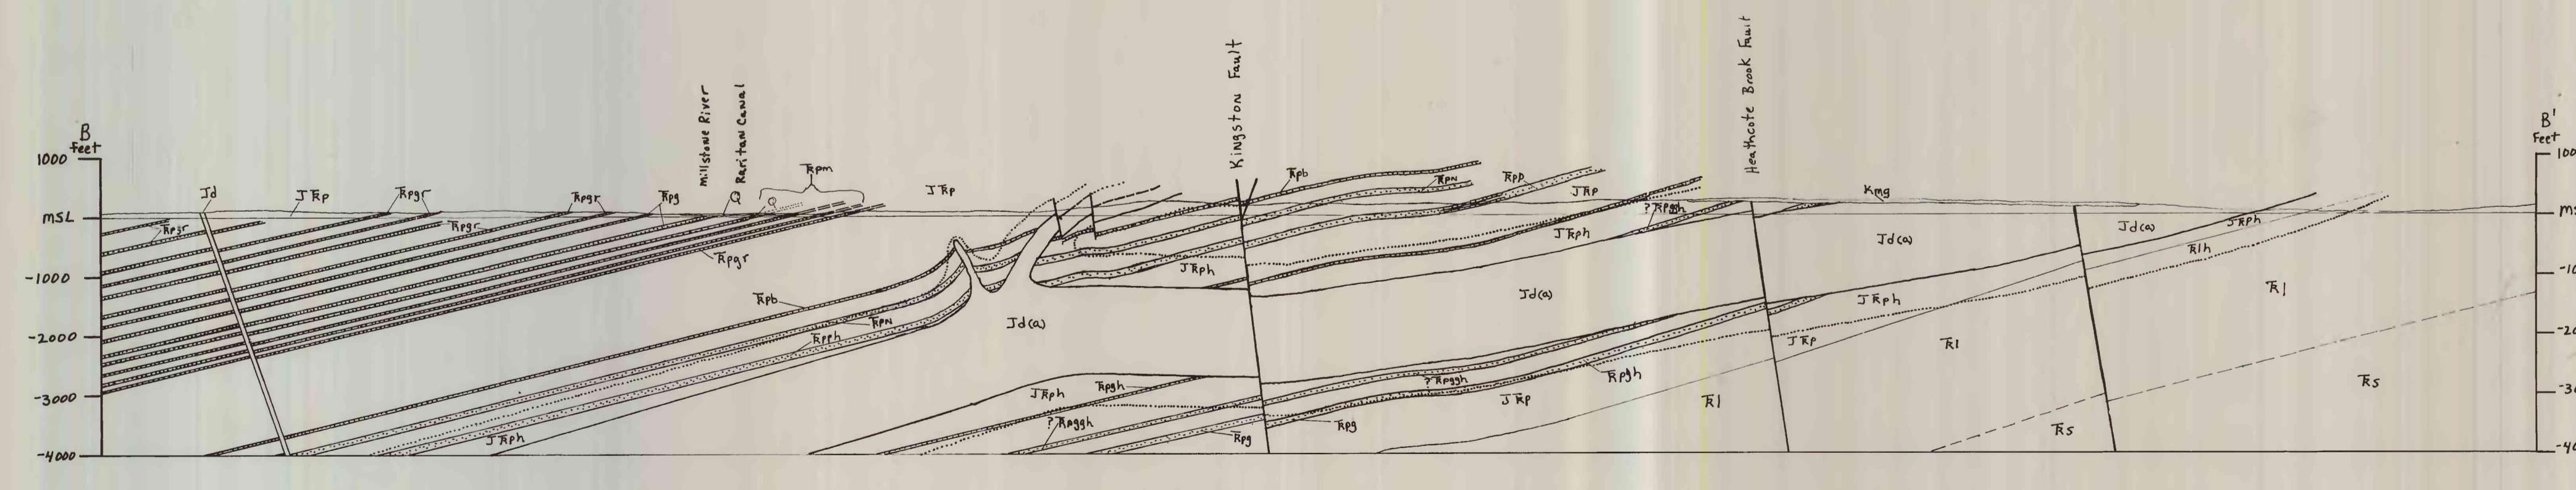 B
Feet
1000
MSL
-1000
-2000
-3000
-4000
Jd
JTRp
TRpgr
TRpgr
TRpg
Millstone River
Q
Raritan Canal
Q
TRpm
JTRp
TRpgr
TRpgr
TRpgr
TRpb
TRpn
TRpph
JTRph
Jd(a)
Kingston Fault
TRpb
TRpn
TRpp
JTRp
?TRpggh
JTRph
JTRph
Jd(a)
JTRph
TRpgh
?TRpggh
TRpg
TRpg
?TRpggh
JTRp
TRpgh
TRl
Heathcote Brook Fault
Kmg
Jd(a)
JTRph
JTRp
TRl
TRs
Jd(a)
JTRph
TRlh
TRl
TRs
B'
Feet